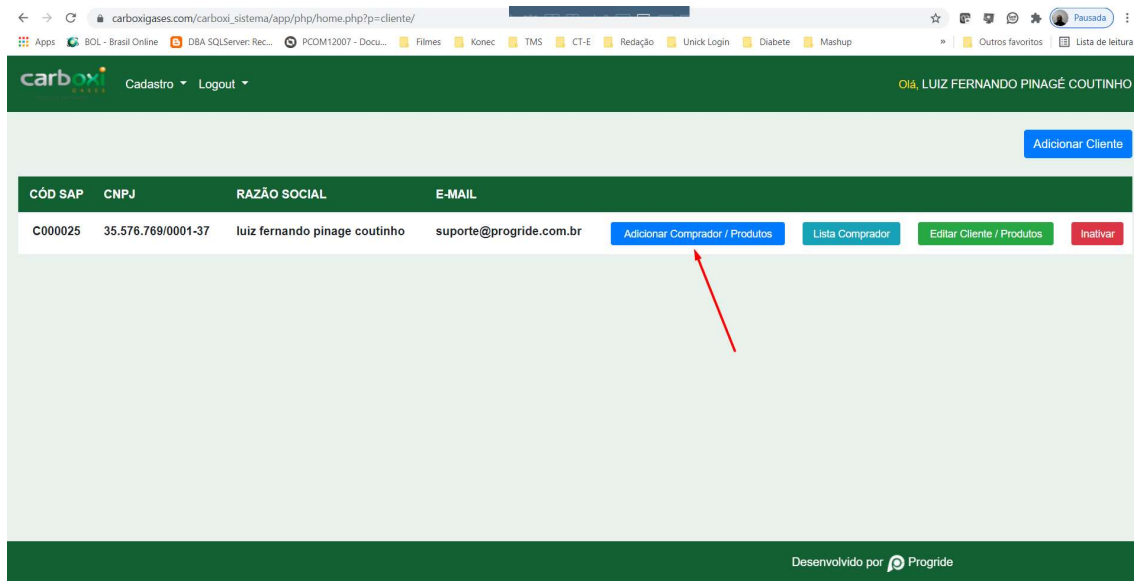 carboxigases.com/carboxi_sistema/app/php/home.php?p=cliente/
Pausada
Apps BOL - Brasil Online DBA SQLServer: Rec... PCOM12007 - Docu... Filmes Konec TMS CT-E Redação Unick Login Diabete Mashup » Outros favoritos Lista de leitura
carboxi Cadastro Logout Olá, LUIZ FERNANDO PINAGÉ COUTINHO
GASES
Adicionar Cliente
CÓD SAP CNPJ RAZÃO SOCIAL E-MAIL
C000025 35.576.769/0001-37 luiz fernando pinage coutinho suporte@progride.com.br Adicionar Comprador / Produtos Lista Comprador Editar Cliente / Produtos Inativar
Desenvolvido por Progride